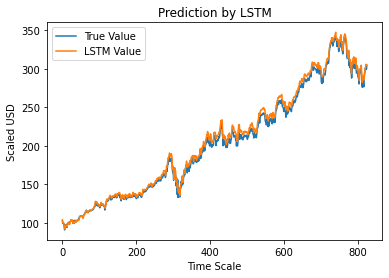 Prediction by LSTM
True Value
LSTM Value
350
300
250
200
150
100
Scaled USD
0
200
400
600
800
Time Scale